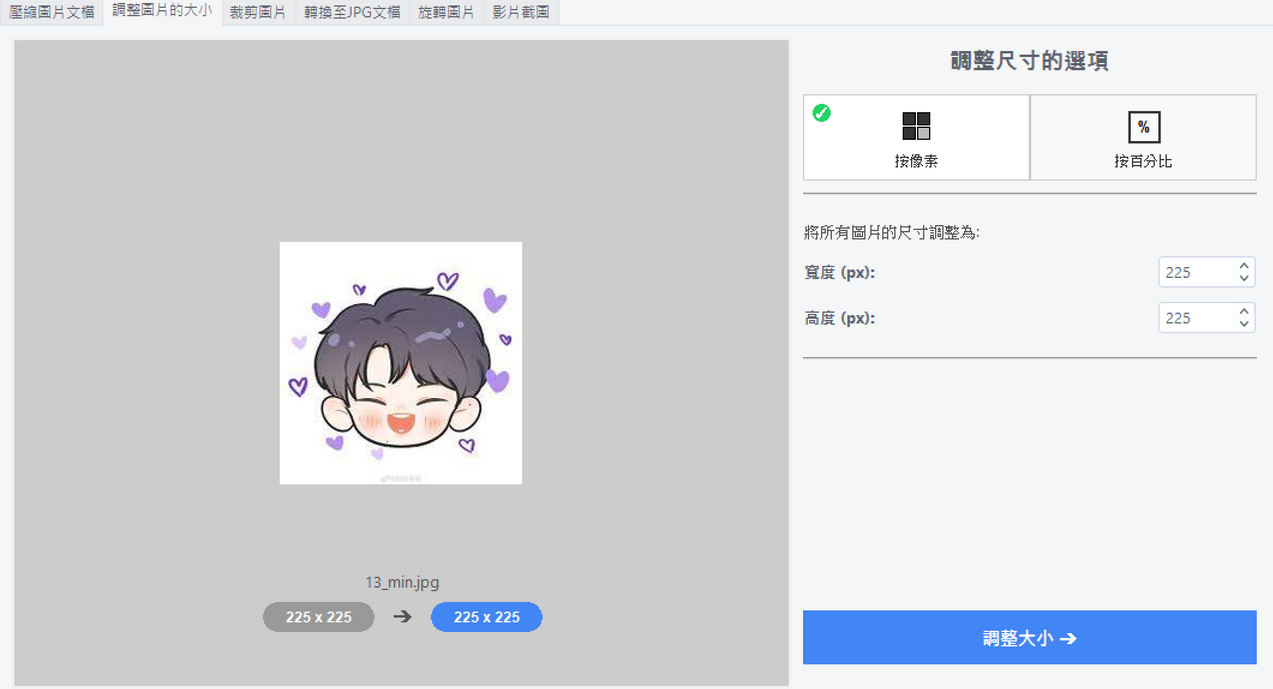 壓縮圖片文檔 調整圖片的大小 裁剪圖片 轉換至JPG文檔 旋轉圖片 影片截圖
調整尺寸的選項
%
按像素 按百分比
將所有圖片的尺寸調整為:
寬度 (px): 225
高度 (px): 225
13_min.jpg
225 x 225 → 225 x 225
調整大小 →